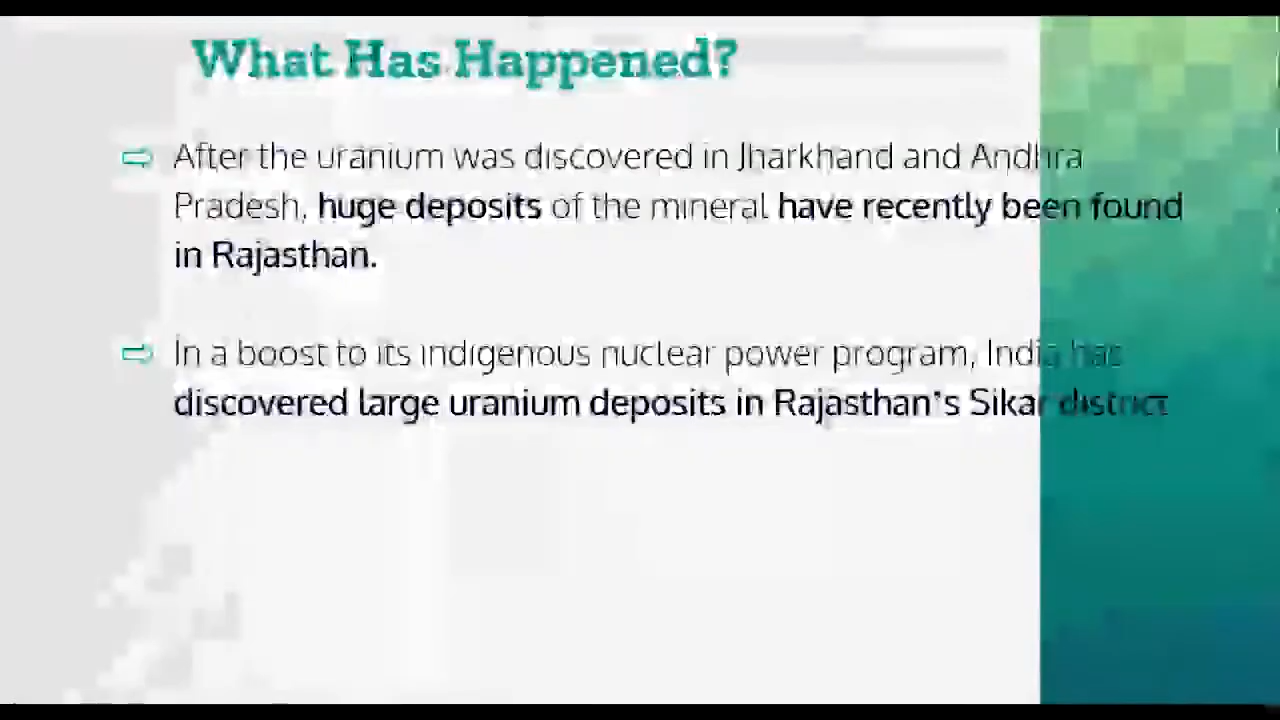 What Has Happened?
⇨ After the uranium was discovered in Jharkhand and Andhra
Pradesh, huge deposits of the mineral have recently been found
in Rajasthan.
⇨ In a boost to its indigenous nuclear power program, India has
discovered large uranium deposits in Rajasthan's Sikar district